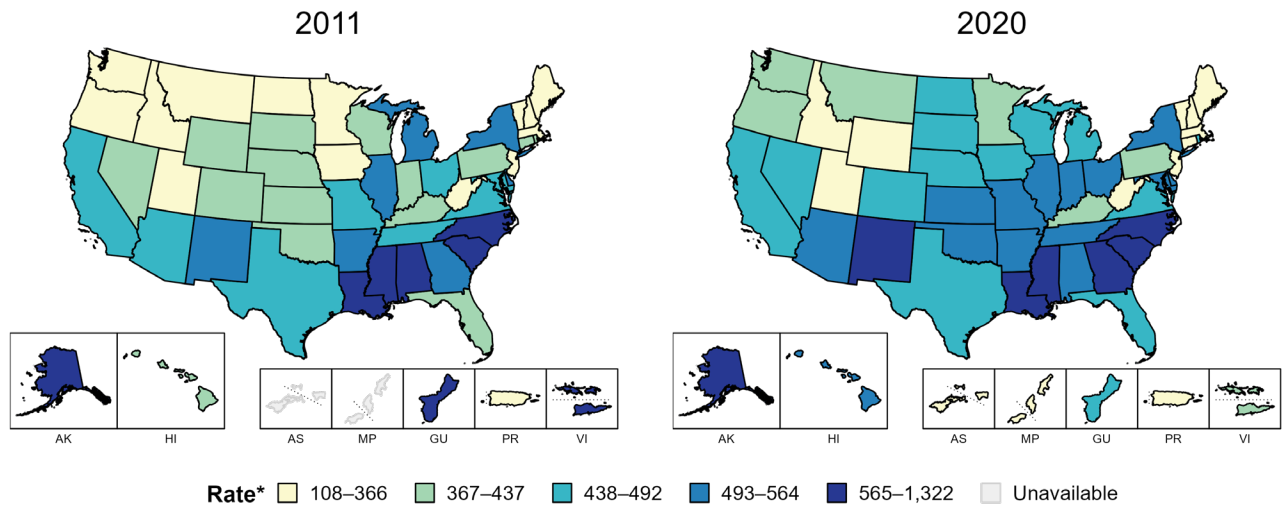 2011 2020
AK HI AS MP GU PR VI AK HI AS MP GU PR VI
Rate* 108–366 367–437 438–492 493–564 565–1,322 Unavailable